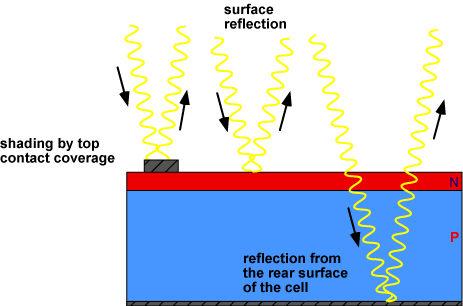 surface
reflection
shading by top
contact coverage
N
P
reflection from
the rear surface
of the cell